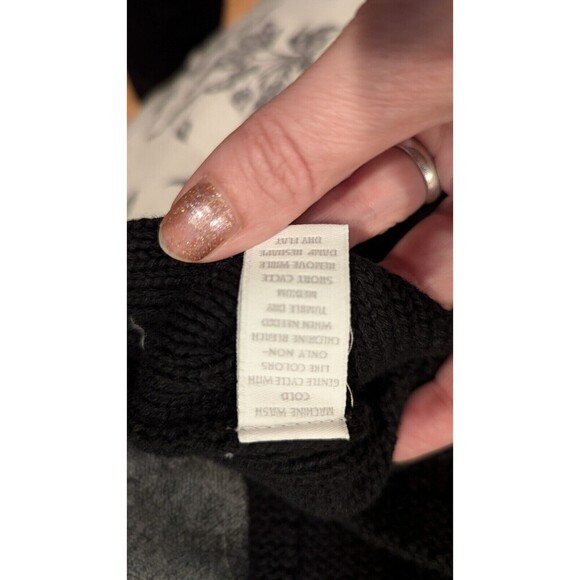 MACHINE WASH
COLD
GENTLE CYCLE WITH
LIKE COLORS
ONLY NON-
CHLORINE BLEACH
WHEN NEEDED
TUMBLE DRY
MEDIUM
SHORT CYCLE
REMOVE WHILE
DAMP RESHAPE
DRY FLAT